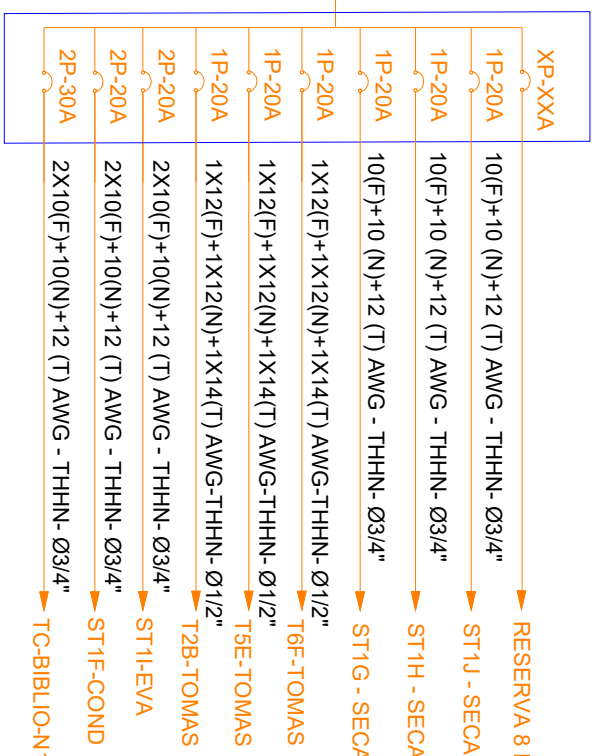 XP-XXA
RESERVA 8
1P-20A
10(F)+10 (N)+12 (T) AWG - THHN- Ø3/4"
ST1J - SECA
1P-20A
10(F)+10 (N)+12 (T) AWG - THHN- Ø3/4"
ST1H - SECA
1P-20A
10(F)+10 (N)+12 (T) AWG - THHN- Ø3/4"
ST1G - SECA
1P-20A
1X12(F)+1X12(N)+1X14(T) AWG-THHN- Ø1/2"
T6F-TOMAS
1P-20A
1X12(F)+1X12(N)+1X14(T) AWG-THHN- Ø1/2"
T5E-TOMAS
1P-20A
1X12(F)+1X12(N)+1X14(T) AWG-THHN- Ø1/2"
T2B-TOMAS
2P-20A
2X10(F)+10(N)+12 (T) AWG - THHN- Ø3/4"
ST1I-EVA
2P-20A
2X10(F)+10(N)+12 (T) AWG - THHN- Ø3/4"
ST1F-COND
2P-30A
2X10(F)+10(N)+12 (T) AWG - THHN- Ø3/4"
TC-BIBLIO-N1